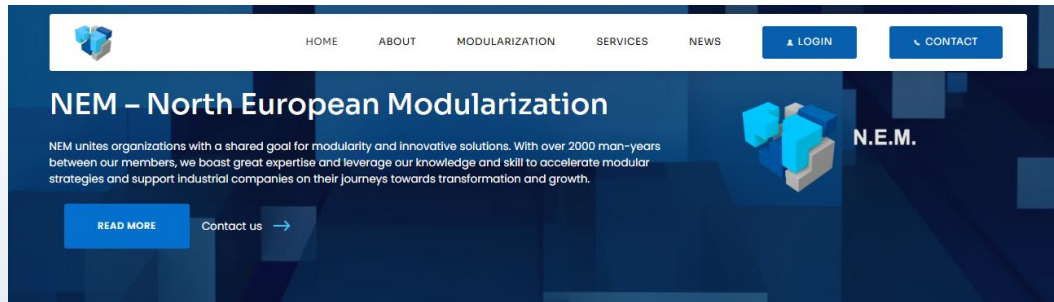 HOME ABOUT MODULARIZATION SERVICES NEWS LOGIN CONTACT
NEM – North European Modularization
N.E.M.
NEM unites organizations with a shared goal for modularity and innovative solutions. With over 2000 man-years
between our members, we boast great expertise and leverage our knowledge and skill to accelerate modular
strategies and support industrial companies on their journeys towards transformation and growth.
READ MORE Contact us →